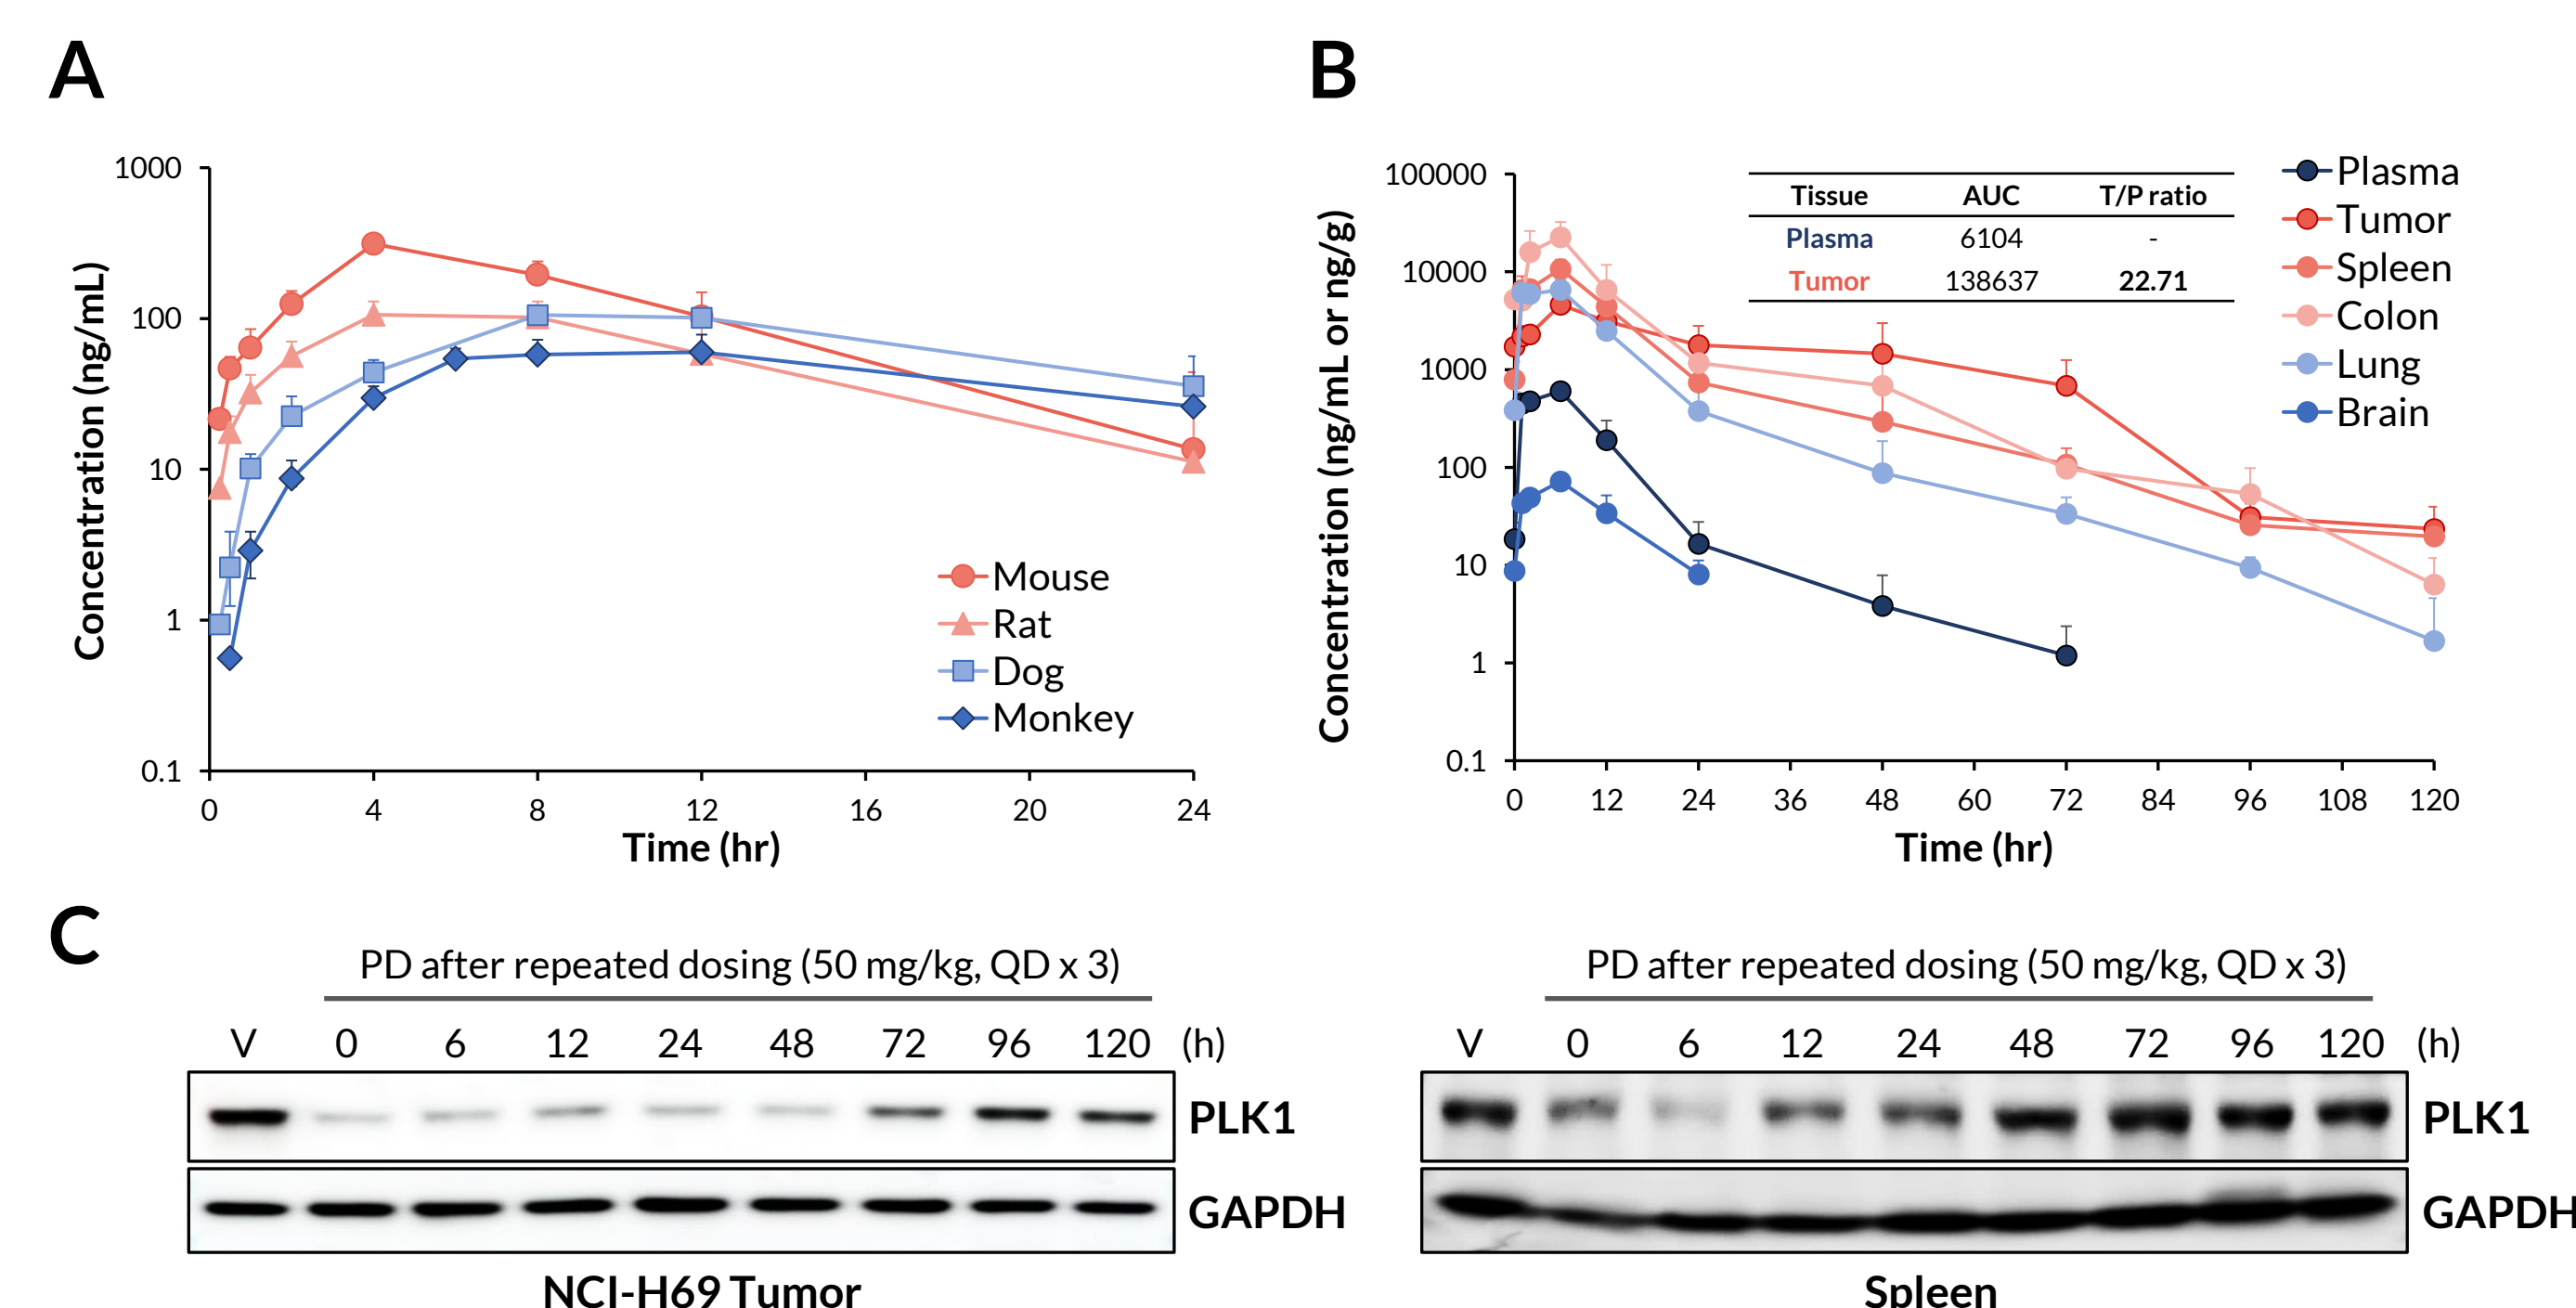 A
Concentration (ng/mL)
1000
100
10
1
0.1
0 4 8 12 16 20 24
Time (hr)
Mouse
Rat
Dog
Monkey
B
Concentration (ng/mL or ng/g)
100000
10000
1000
100
10
1
0.1
0 12 24 36 48 60 72 84 96 108 120
Time (hr)
Tissue AUC T/P ratio
Plasma 6104 -
Tumor 138637 22.71
Plasma
Tumor
Spleen
Colon
Lung
Brain
C
PD after repeated dosing (50 mg/kg, QD x 3)
V 0 6 12 24 48 72 96 120 (h)
PLK1
GAPDH
NCI-H69 Tumor
PD after repeated dosing (50 mg/kg, QD x 3)
V 0 6 12 24 48 72 96 120 (h)
PLK1
GAPDH
Spleen